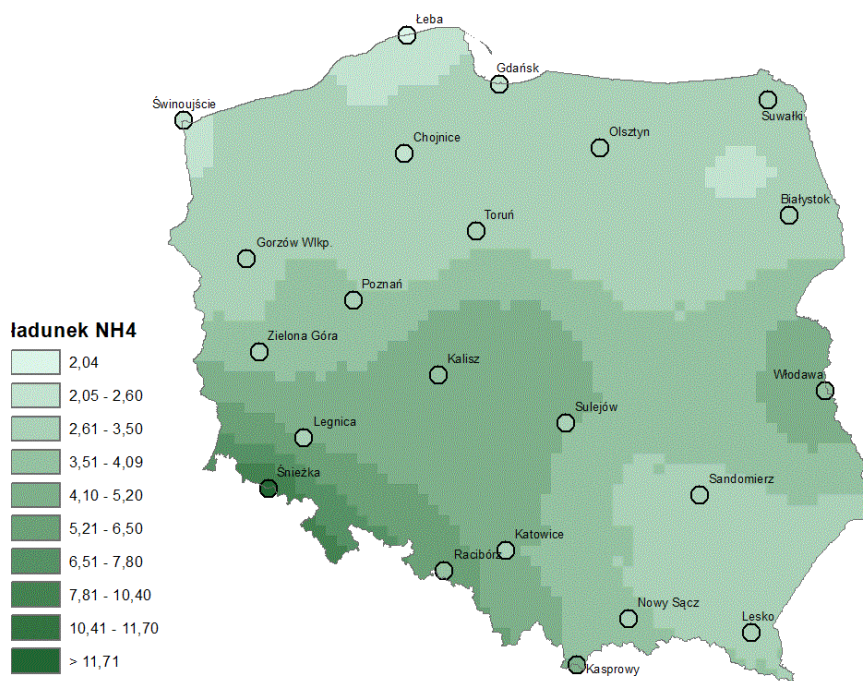 Łeba
Gdańsk
Świnoujście
Suwałki
Chojnice
Olsztyn
Białystok
Toruń
Gorzów Wlkp.
Poznań
Zielona Góra
Kalisz
Włodawa
Sulejów
Legnica
Śnieżka
Sandomierz
Katowice
Racibórz
Nowy Sącz
Lesko
Kasprowy
ładunek NH4
2,04
2,05 - 2,60
2,61 - 3,50
3,51 - 4,09
4,10 - 5,20
5,21 - 6,50
6,51 - 7,80
7,81 - 10,40
10,41 - 11,70
> 11,71